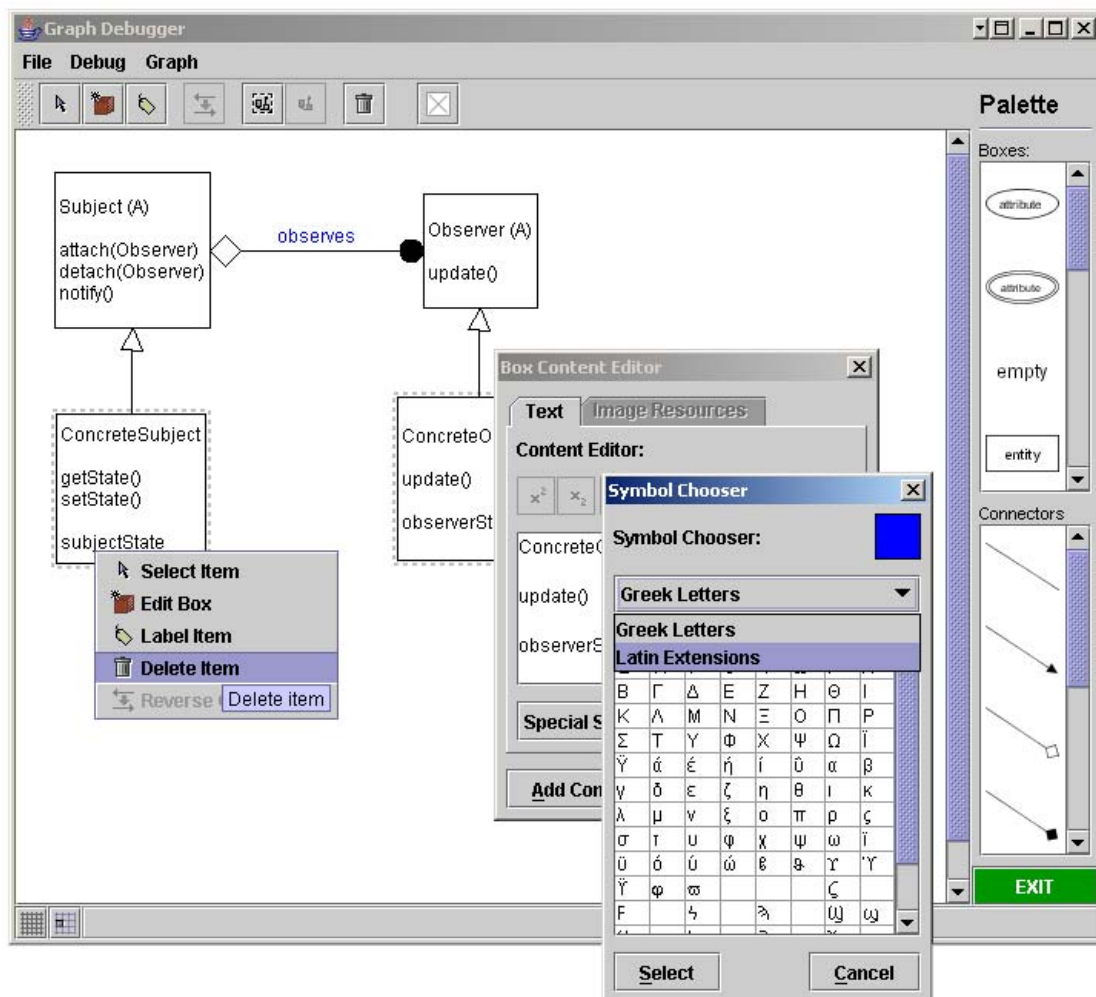 Graph Debugger
File Debug Graph
Palette
Boxes:
attribute
attribute
empty
entity
Connectors
EXIT
Subject (A)
attach(Observer)
detach(Observer)
notify()
observes
Observer (A)
update()
ConcreteSubject
getState()
setState()
subjectState
ConcreteO
update()
observerSt
Select Item
Edit Box
Label Item
Delete Item
Reverse
Delete item
Box Content Editor
Text Image Resources
Content Editor:
x² x₂
update()
observerS
Special S
Add Con
Symbol Chooser
Symbol Chooser:
Greek Letters
Greek Letters
Latin Extensions
Β Γ Δ Ε Ζ Η Θ Ι
Κ Λ Μ Ν Ξ Ο Π Ρ
Σ Τ Υ Φ Χ Ψ Ω Ϊ
Ϋ ά έ ή ί ΰ α β
γ δ ε ζ η θ ι κ
λ μ ν ξ ο π ρ ς
σ τ υ φ χ ψ ω ϊ
ϋ ό ύ ώ ϐ ϑ ϒ ϓ
ϔ ϕ ϖ
Select Cancel